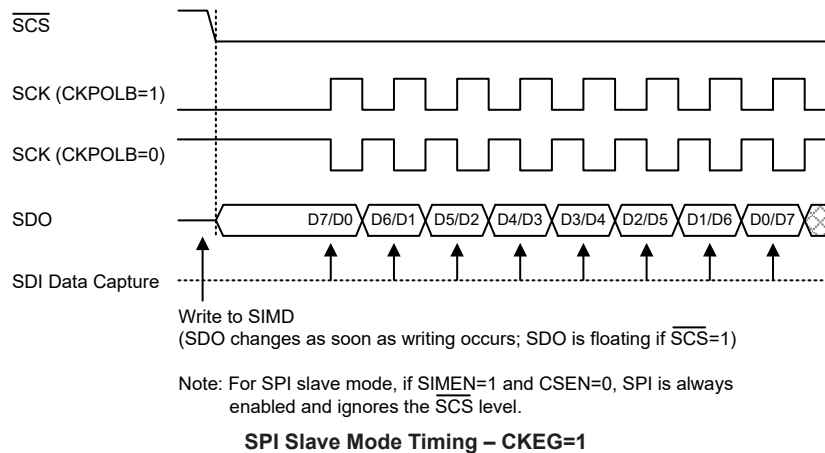 SCS
SCK (CKPOLB=1)
SCK (CKPOLB=0)
SDO D7/D0 D6/D1 D5/D2 D4/D3 D3/D4 D2/D5 D1/D6 D0/D7
SDI Data Capture
Write to SIMD
(SDO changes as soon as writing occurs; SDO is floating if SCS=1)
Note: For SPI slave mode, if SIMEN=1 and CSEN=0, SPI is always
enabled and ignores the SCS level.
SPI Slave Mode Timing – CKEG=1